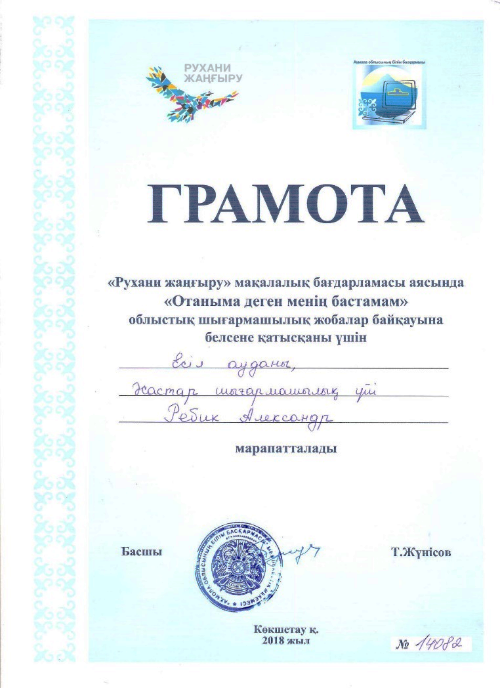 РУХАНИ
ЖАҢҒЫРУ
Ақмола облысының білім басқармасы
ГРАМОТА
«Рухани жаңғыру» мақалалық бағдарламасы аясында
«Отаныма деген менің бастамам»
облыстық шығармашылық жобалар байқауына
белсене қатысқаны үшін
Есіл ауданы,
Жастар шығармашылық үйі
Ребик Александр
марапатталады
Басшы
Т.Жүнісов
Көкшетау қ.
2018 жыл
№ 14082